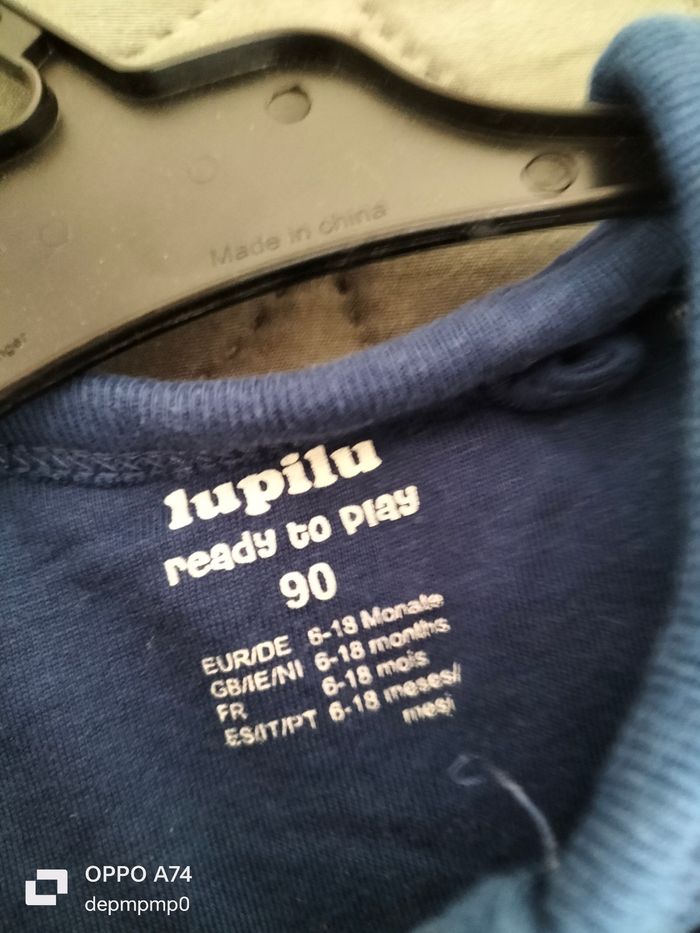 Made in china
nger
lupilu
ready to play
90
EUR/DE 6-18 Monate
GB/IE/NI 6-18 months
FR 6-18 mois
ES/IT/PT 6-18 meses/
mesi
OPPO A74
depmpmp0